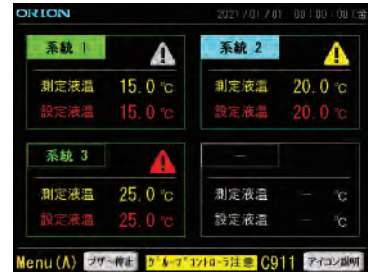 ORION 2021/01/01 00:00:00(金
系統 1
測定液温 15.0 ℃
設定液温 15.0 ℃
系統 2
測定液温 20.0 ℃
設定液温 20.0 ℃
系統 3
測定液温 25.0 ℃
設定液温 25.0 ℃
—
測定液温 — ℃
設定液温 — ℃
Menu(A) ブザー停止 グループコントローラ注意 C911 アイコン説明